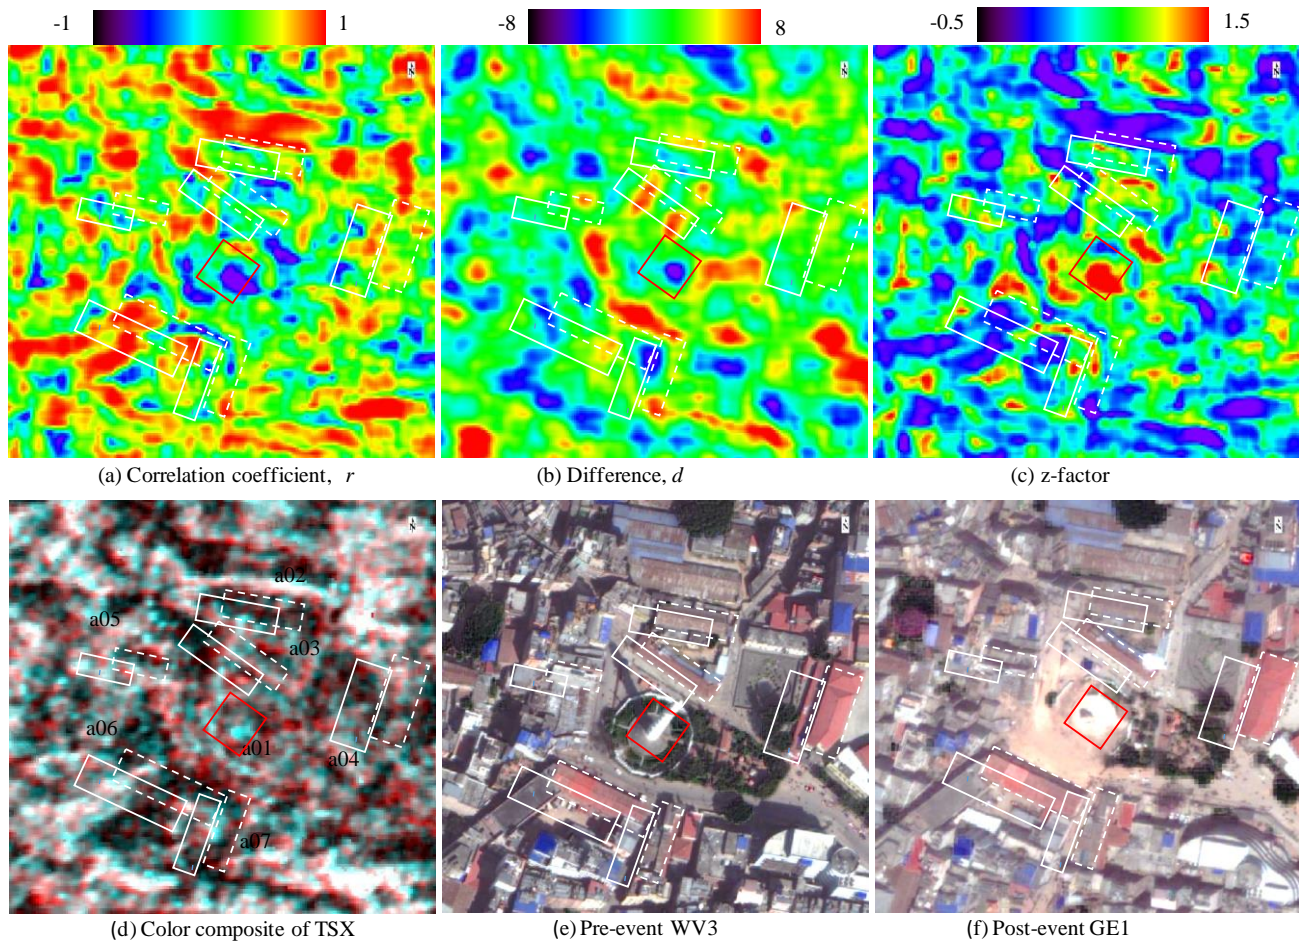 -1 1
-8 8
-0.5 1.5
N
N
N
(a) Correlation coefficient, r
(b) Difference, d
(c) z-factor
N
N
N
a02
a05
a03
a06
a01
a04
a07
(d) Color composite of TSX
(e) Pre-event WV3
(f) Post-event GE1